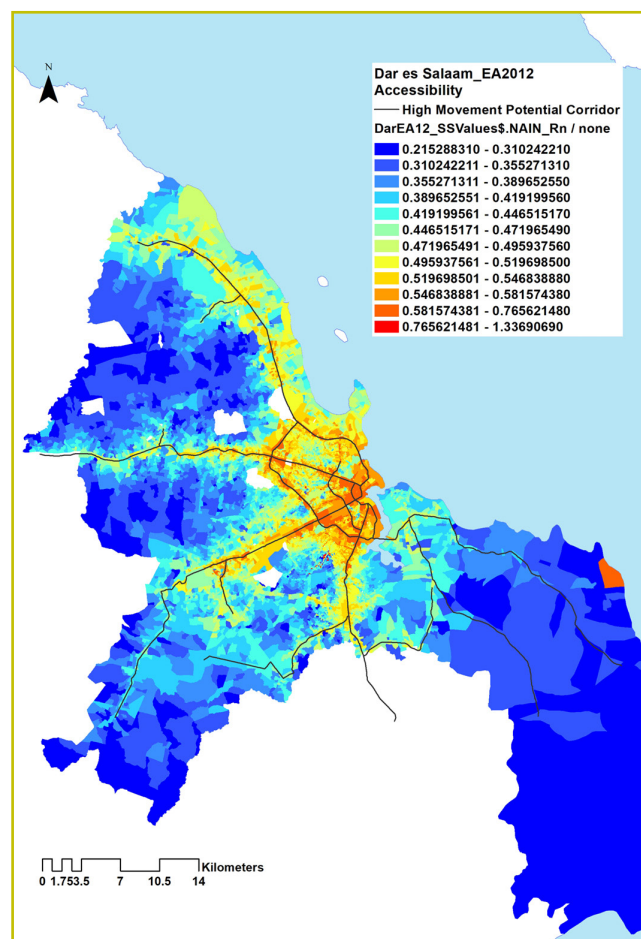 N
Dar es Salaam_EA2012
Accessibility
High Movement Potential Corridor
DarEA12_SSValues$.NAIN_Rn / none
0.215288310 - 0.310242210
0.310242211 - 0.355271310
0.355271311 - 0.389652550
0.389652551 - 0.419199560
0.419199561 - 0.446515170
0.446515171 - 0.471965490
0.471965491 - 0.495937560
0.495937561 - 0.519698500
0.519698501 - 0.546838880
0.546838881 - 0.581574380
0.581574381 - 0.765621480
0.765621481 - 1.33690690
Kilometers
0 1.753.5 7 10.5 14